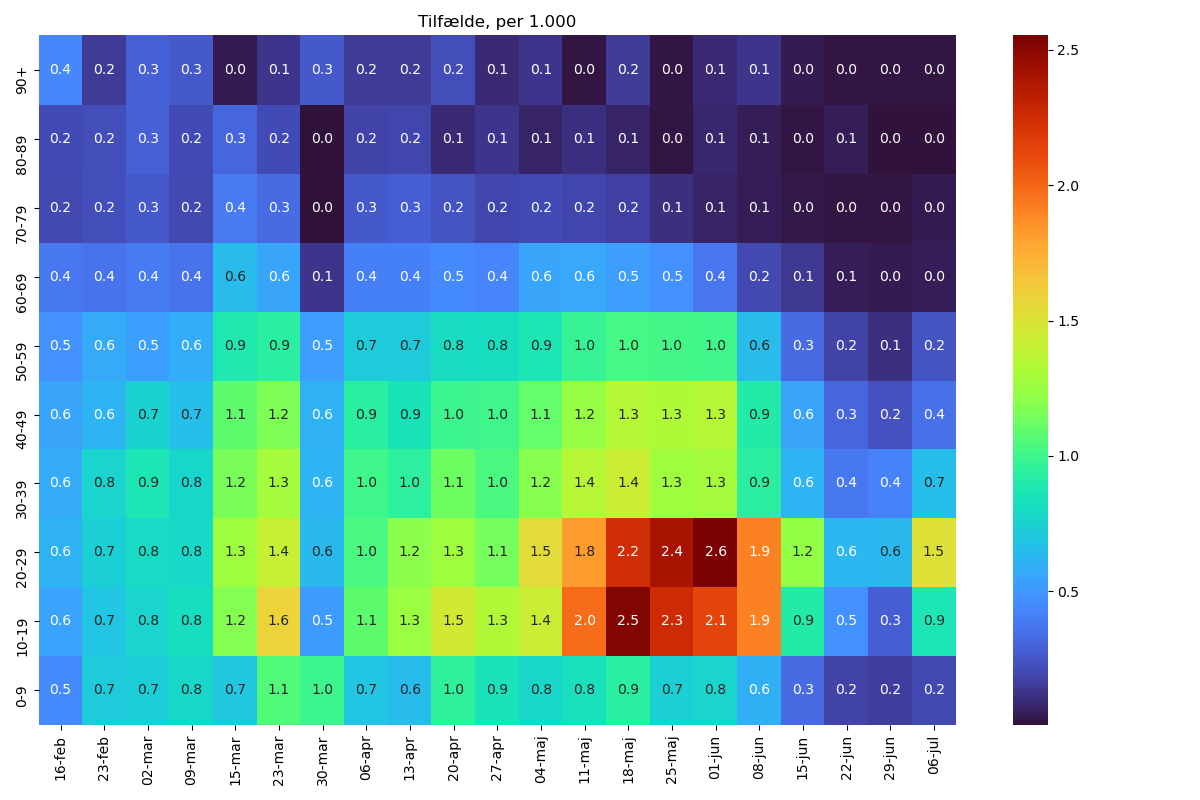 Tilfælde, per 1.000
90+ 0.4 0.2 0.3 0.3 0.0 0.1 0.3 0.2 0.2 0.2 0.1 0.1 0.0 0.2 0.0 0.1 0.1 0.0 0.0 0.0 0.0
80-89 0.2 0.2 0.3 0.2 0.3 0.2 0.0 0.2 0.2 0.1 0.1 0.1 0.1 0.1 0.0 0.1 0.1 0.0 0.1 0.0 0.0
70-79 0.2 0.2 0.3 0.2 0.4 0.3 0.0 0.3 0.3 0.2 0.2 0.2 0.2 0.2 0.1 0.1 0.1 0.0 0.0 0.0 0.0
60-69 0.4 0.4 0.4 0.4 0.6 0.6 0.1 0.4 0.4 0.5 0.4 0.6 0.6 0.5 0.5 0.4 0.2 0.1 0.1 0.0 0.0
50-59 0.5 0.6 0.5 0.6 0.9 0.9 0.5 0.7 0.7 0.8 0.8 0.9 1.0 1.0 1.0 1.0 0.6 0.3 0.2 0.1 0.2
40-49 0.6 0.6 0.7 0.7 1.1 1.2 0.6 0.9 0.9 1.0 1.0 1.1 1.2 1.3 1.3 1.3 0.9 0.6 0.3 0.2 0.4
30-39 0.6 0.8 0.9 0.8 1.2 1.3 0.6 1.0 1.0 1.1 1.0 1.2 1.4 1.4 1.3 1.3 0.9 0.6 0.4 0.4 0.7
20-29 0.6 0.7 0.8 0.8 1.3 1.4 0.6 1.0 1.2 1.3 1.1 1.5 1.8 2.2 2.4 2.6 1.9 1.2 0.6 0.6 1.5
10-19 0.6 0.7 0.8 0.8 1.2 1.6 0.5 1.1 1.3 1.5 1.3 1.4 2.0 2.5 2.3 2.1 1.9 0.9 0.5 0.3 0.9
0-9 0.5 0.7 0.7 0.8 0.7 1.1 1.0 0.7 0.6 1.0 0.9 0.8 0.8 0.9 0.7 0.8 0.6 0.3 0.2 0.2 0.2
16-feb 23-feb 02-mar 09-mar 15-mar 23-mar 30-mar 06-apr 13-apr 20-apr 27-apr 04-maj 11-maj 18-maj 25-maj 01-jun 08-jun 15-jun 22-jun 29-jun 06-jul
2.5
2.0
1.5
1.0
0.5